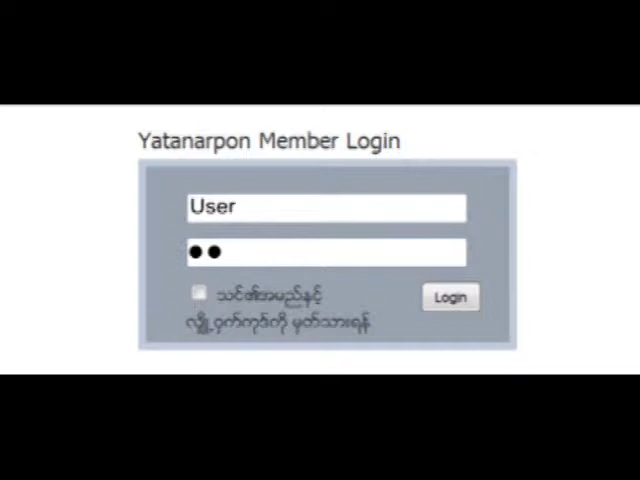 Yatanarpon Member Login
User
●●
သင်၏အမည်နှင့်
လျှို့ဝှက်ကုဒ်ကို မှတ်သားရန်
Login